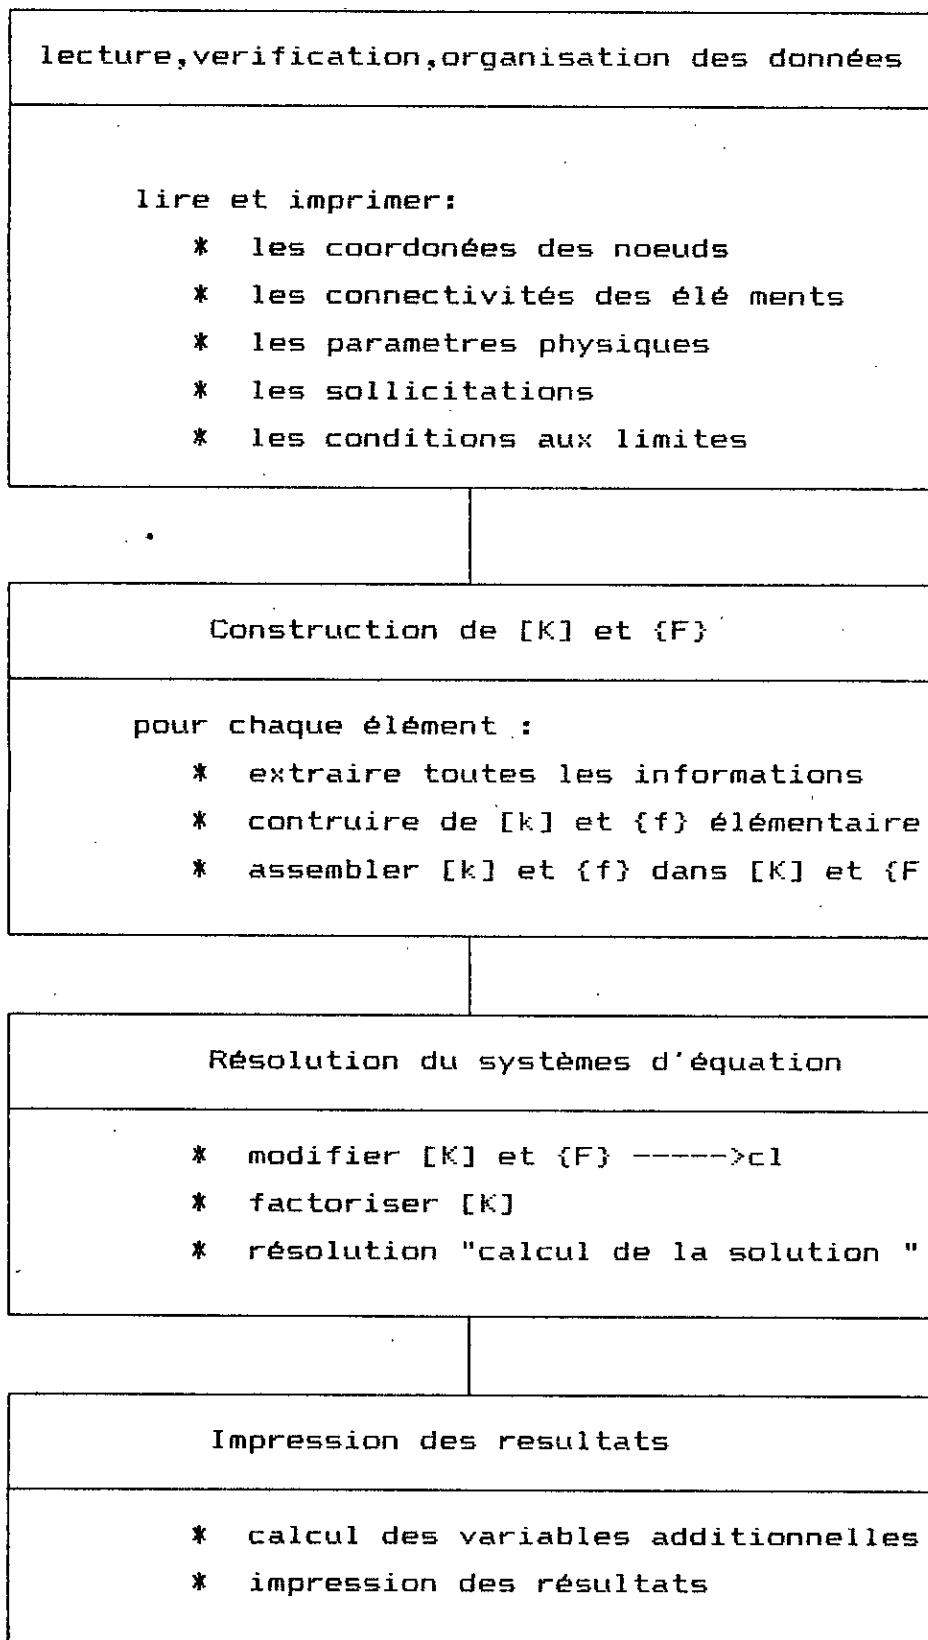 lecture,verification,organisation des données
lire et imprimer:
* les coordonées des noeuds
* les connectivités des élé ments
* les parametres physiques
* les sollicitations
* les conditions aux limites
Construction de [K] et {F}
pour chaque élément :
* extraire toutes les informations
* contruire de [k] et {f} élémentaire
* assembler [k] et {f} dans [K] et {F
Résolution du systèmes d'équation
* modifier [K] et {F} ----->cl
* factoriser [K]
* résolution "calcul de la solution "
Impression des resultats
* calcul des variables additionnelles
* impression des résultats